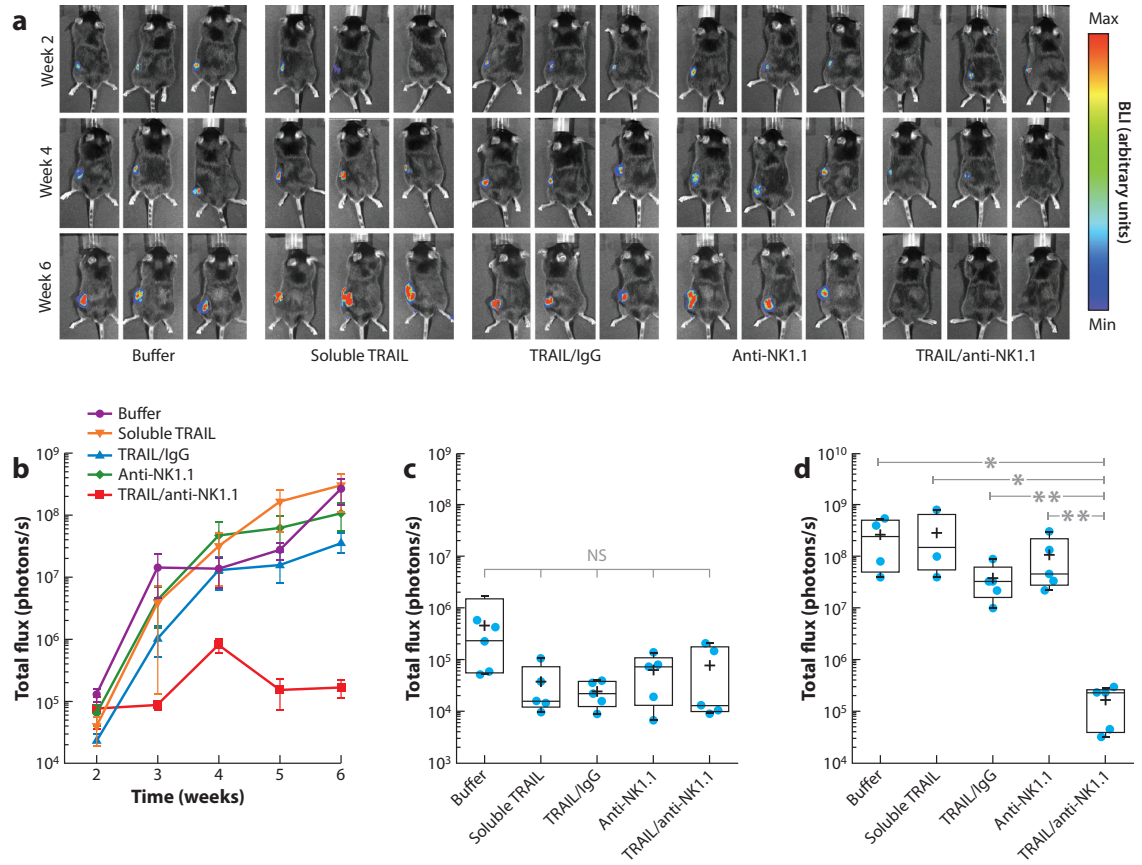 a
Week 2
Week 4
Week 6
Buffer
Soluble TRAIL
TRAIL/IgG
Anti-NK1.1
TRAIL/anti-NK1.1
Max
BLI (arbitrary units)
Min
b
Buffer
Soluble TRAIL
TRAIL/IgG
Anti-NK1.1
TRAIL/anti-NK1.1
Total flux (photons/s)
10⁹
10⁸
10⁷
10⁶
10⁵
10⁴
2 3 4 5 6
Time (weeks)
c
Total flux (photons/s)
10⁹
10⁸
10⁷
10⁶
10⁵
10⁴
10³
NS
Buffer
Soluble TRAIL
TRAIL/IgG
Anti-NK1.1
TRAIL/anti-NK1.1
d
Total flux (photons/s)
10¹⁰
10⁹
10⁸
10⁷
10⁶
10⁵
10⁴
*
*
**
**
Buffer
Soluble TRAIL
TRAIL/IgG
Anti-NK1.1
TRAIL/anti-NK1.1